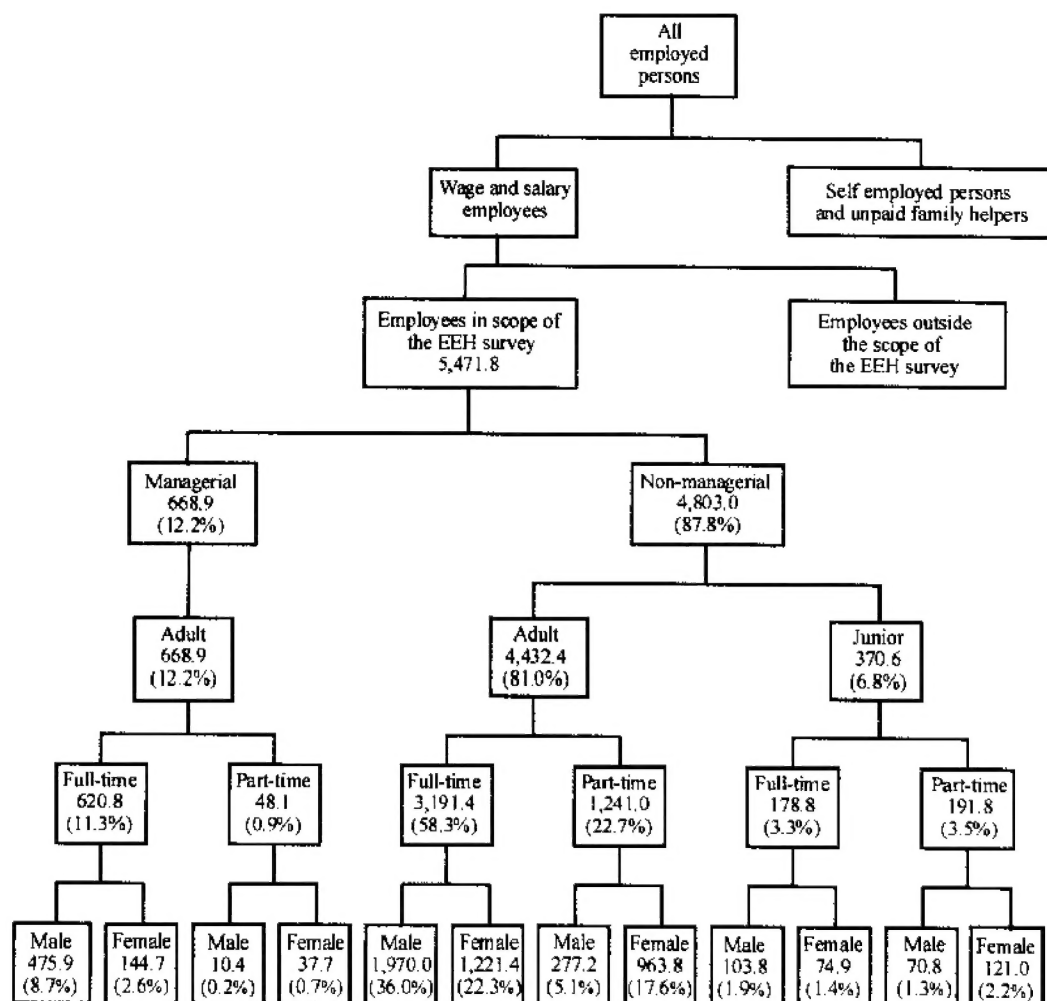 All
employed
persons
Wage and salary
employees
Self employed persons
and unpaid family helpers
Employees in scope of
the EEH survey
5,471.8
Employees outside
the scope of
the EEH survey
Managerial
668.9
(12.2%)
Non-managerial
4,803.0
(87.8%)
Adult
668.9
(12.2%)
Adult
4,432.4
(81.0%)
Junior
370.6
(6.8%)
Full-time
620.8
(11.3%)
Part-time
48.1
(0.9%)
Full-time
3,191.4
(58.3%)
Part-time
1,241.0
(22.7%)
Full-time
178.8
(3.3%)
Part-time
191.8
(3.5%)
Male
475.9
(8.7%)
Female
144.7
(2.6%)
Male
10.4
(0.2%)
Female
37.7
(0.7%)
Male
1,970.0
(36.0%)
Female
1,221.4
(22.3%)
Male
277.2
(5.1%)
Female
963.8
(17.6%)
Male
103.8
(1.9%)
Female
74.9
(1.4%)
Male
70.8
(1.3%)
Female
121.0
(2.2%)